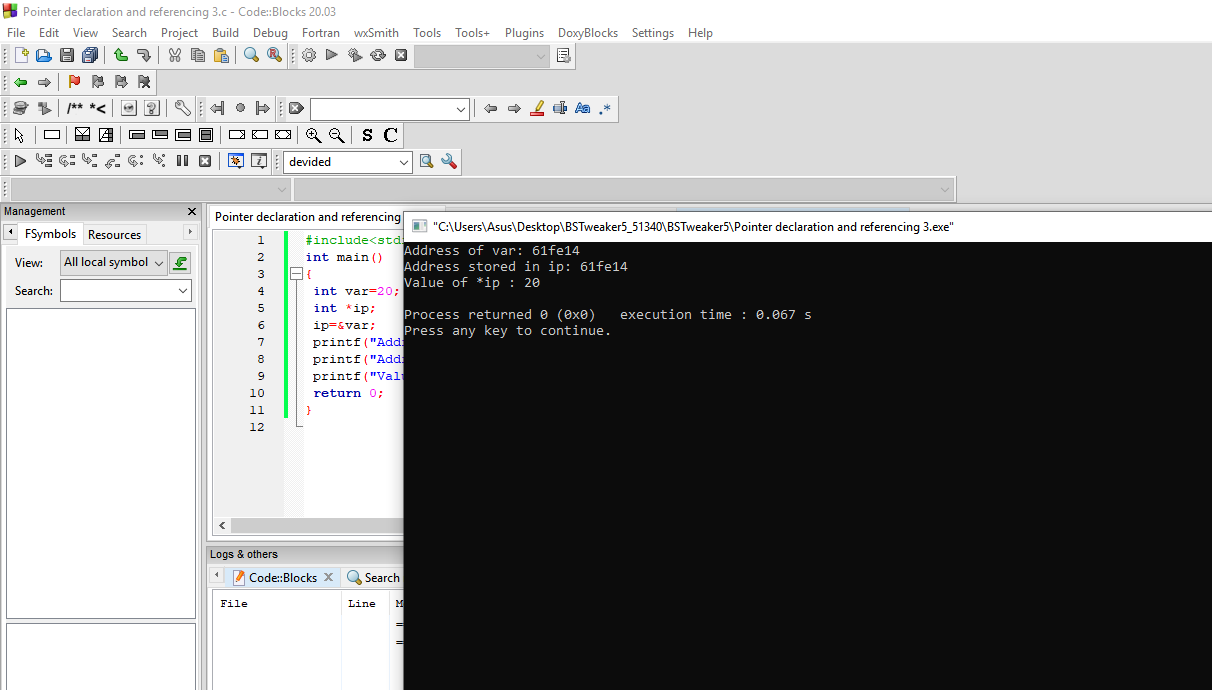 Pointer declaration and referencing 3.c - Code::Blocks 20.03
File Edit View Search Project Build Debug Fortran wxSmith Tools Tools+ Plugins DoxyBlocks Settings Help
/** *<
Aa .*
S C
devided
Management
FSymbols Resources
View: All local symbol
Search:
Pointer declaration and referencing
1 #include<std
2 int main()
3 {
4 int var=20;
5 int *ip;
6 ip=&var;
7 printf("Add
8 printf("Add
9 printf("Val
10 return 0;
11 }
12
"C:\Users\Asus\Desktop\BSTweaker5_51340\BSTweaker5\Pointer declaration and referencing 3.exe"
Address of var: 61fe14
Address stored in ip: 61fe14
Value of *ip : 20
Process returned 0 (0x0) execution time : 0.067 s
Press any key to continue.
Logs & others
Code::Blocks Search
File Line M
=
=